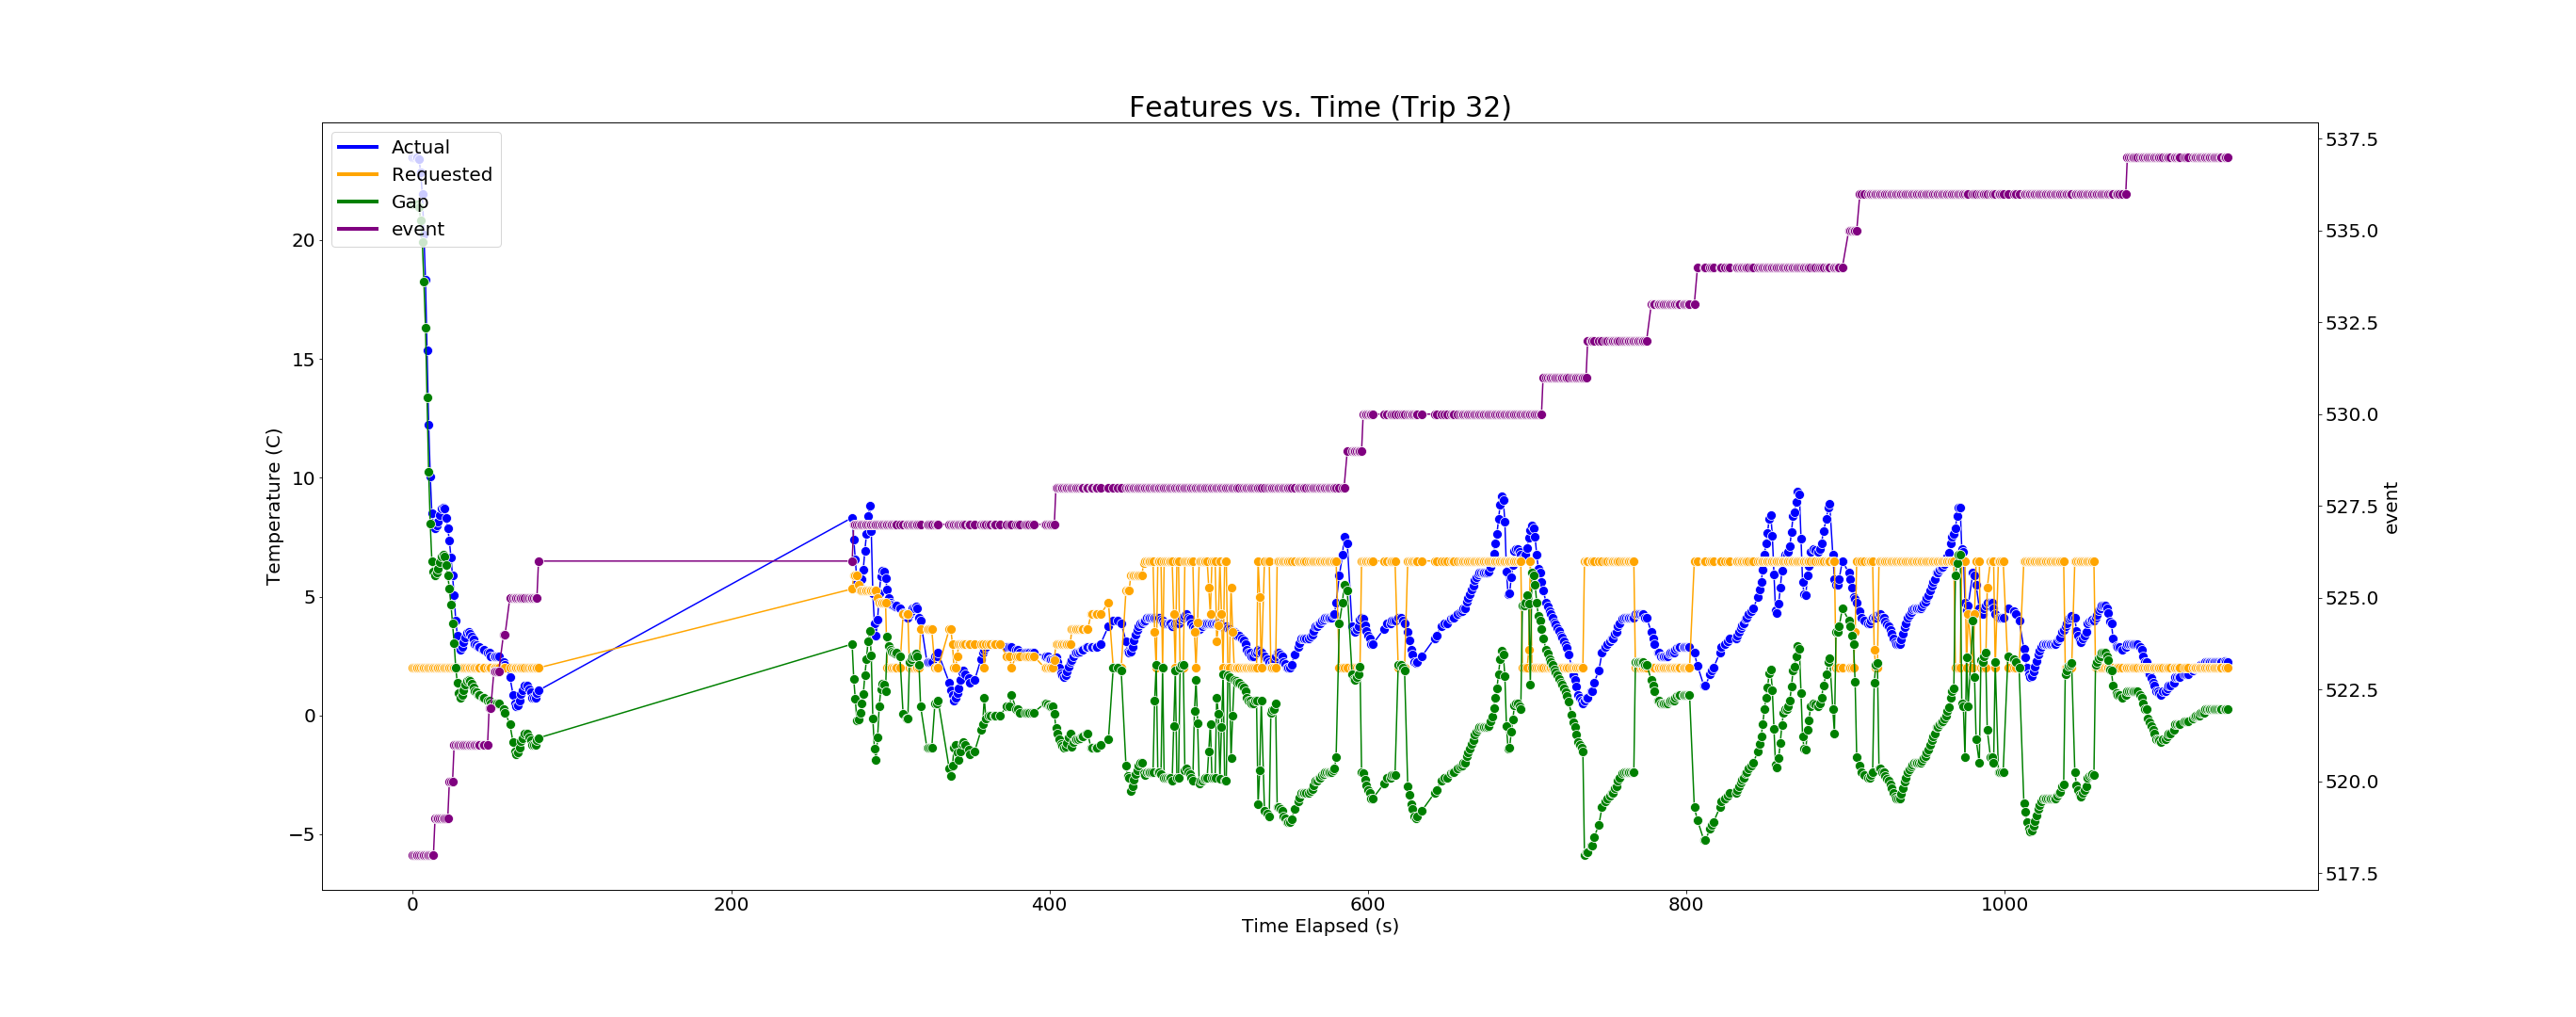 Features vs. Time (Trip 32)
Actual
Requested
Gap
event
Temperature (C)
20
15
10
5
0
−5
537.5
535.0
532.5
530.0
527.5
525.0
522.5
520.0
517.5
event
0 200 400 600 800 1000
Time Elapsed (s)